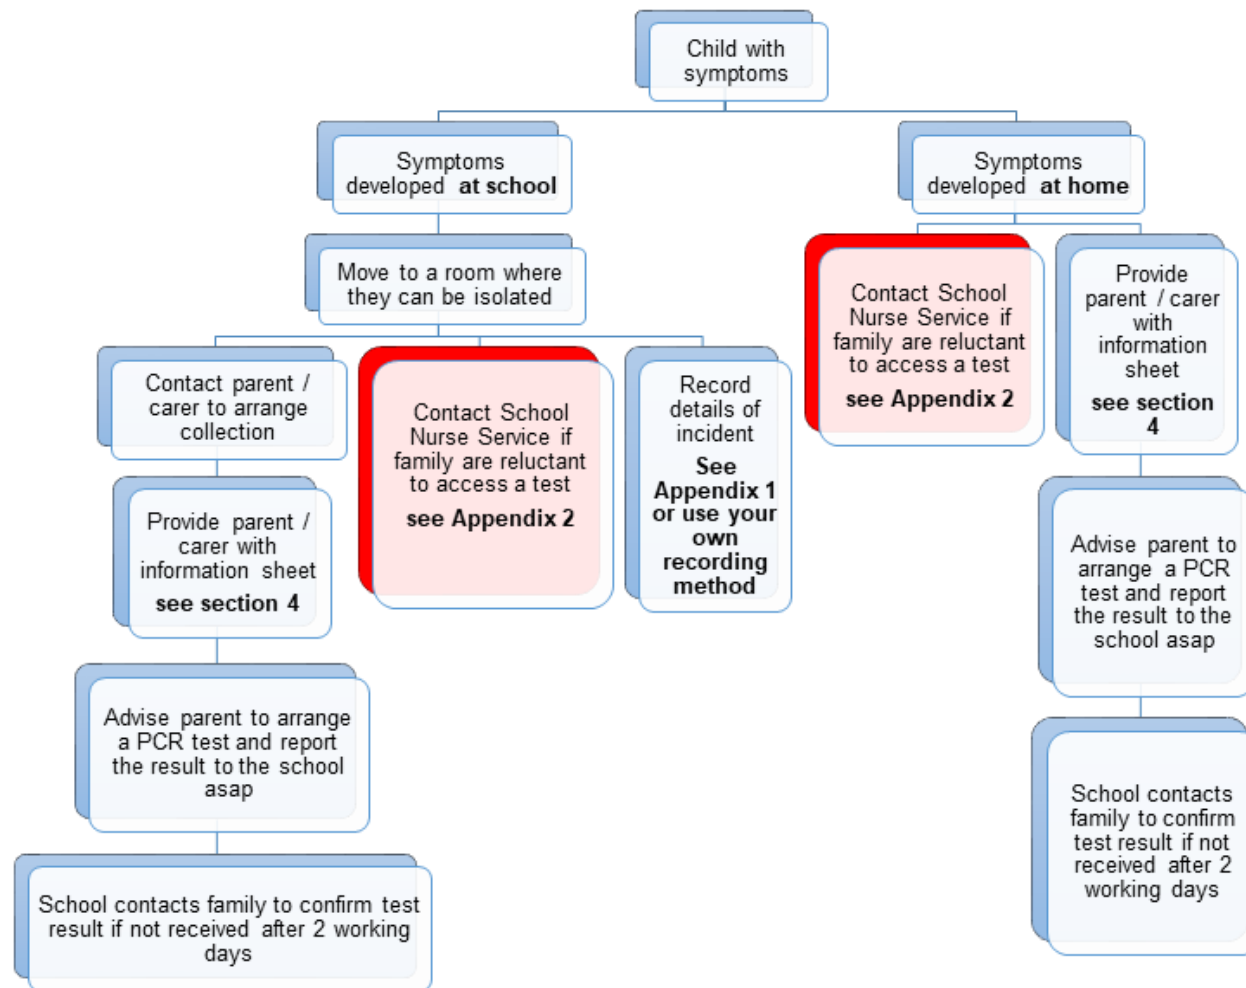 Child with
symptoms
Symptoms
developed at school
Symptoms
developed at home
Move to a room where
they can be isolated
Contact School
Nurse Service if
family are reluctant
to access a test
see Appendix 2
Provide
parent / carer
with
information
sheet
see section
4
Contact parent /
carer to arrange
collection
Contact School
Nurse Service if
family are reluctant
to access a test
see Appendix 2
Record
details of
incident
See
Appendix 1
or use your
own
recording
method
Provide parent /
carer with
information sheet
see section 4
Advise parent to
arrange a PCR
test and report
the result to the
school asap
Advise parent to arrange
a PCR test and report
the result to the school
asap
School contacts
family to confirm
test result if not
received after 2
working days
School contacts family to confirm test
result if not received after 2 working
days